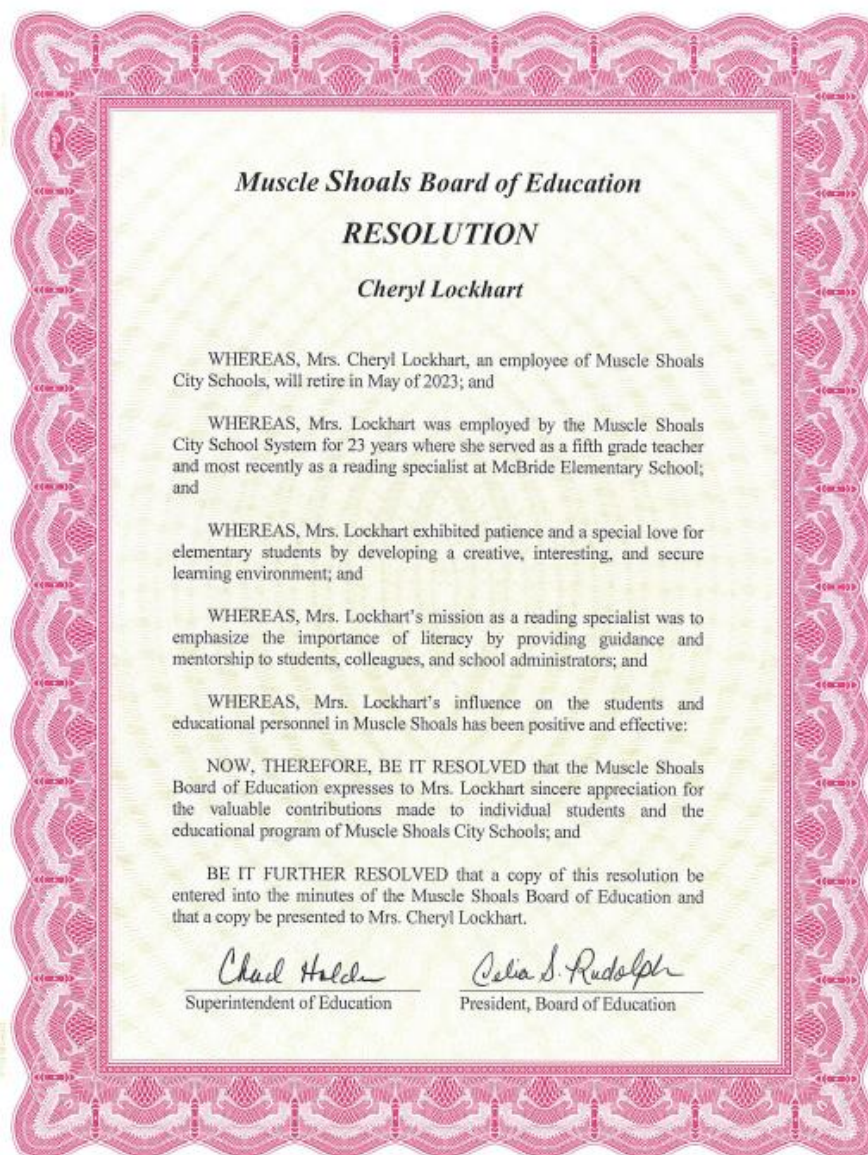 Muscle Shoals Board of Education
RESOLUTION
Cheryl Lockhart
WHEREAS, Mrs. Cheryl Lockhart, an employee of Muscle Shoals
City Schools, will retire in May of 2023; and
WHEREAS, Mrs. Lockhart was employed by the Muscle Shoals
City School System for 23 years where she served as a fifth grade teacher
and most recently as a reading specialist at McBride Elementary School;
and
WHEREAS, Mrs. Lockhart exhibited patience and a special love for
elementary students by developing a creative, interesting, and secure
learning environment; and
WHEREAS, Mrs. Lockhart's mission as a reading specialist was to
emphasize the importance of literacy by providing guidance and
mentorship to students, colleagues, and school administrators; and
WHEREAS, Mrs. Lockhart's influence on the students and
educational personnel in Muscle Shoals has been positive and effective:
NOW, THEREFORE, BE IT RESOLVED that the Muscle Shoals
Board of Education expresses to Mrs. Lockhart sincere appreciation for
the valuable contributions made to individual students and the
educational program of Muscle Shoals City Schools; and
BE IT FURTHER RESOLVED that a copy of this resolution be
entered into the minutes of the Muscle Shoals Board of Education and
that a copy be presented to Mrs. Cheryl Lockhart.
Chad Holden Celia S. Rudolph
Superintendent of Education President, Board of Education